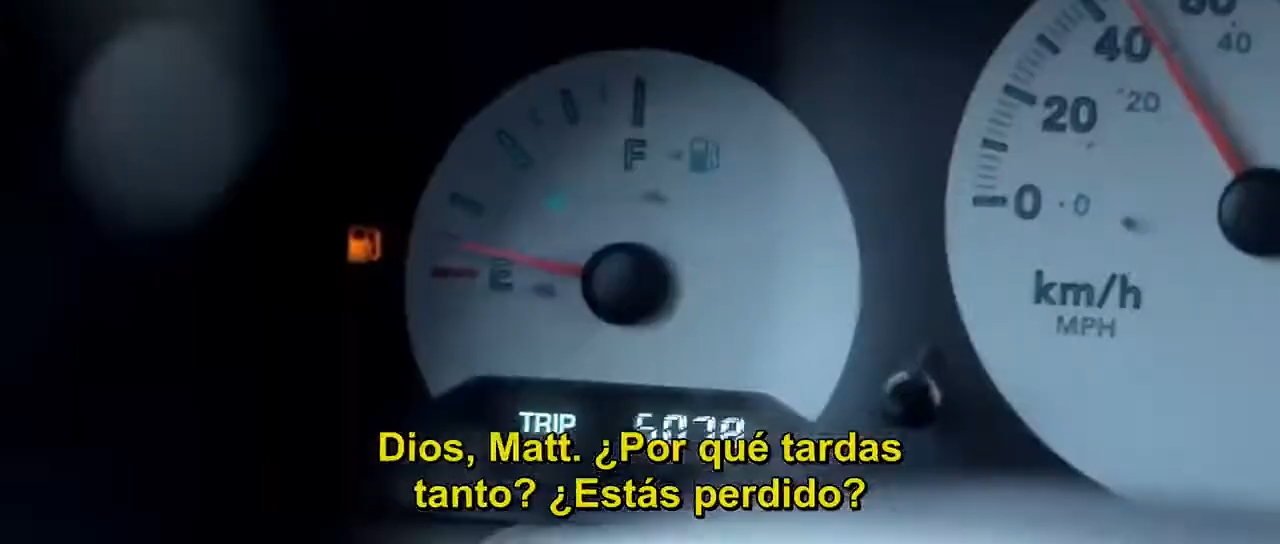 F
E
TRIP
40
20
20
0
0
40
km/h
MPH
Dios, Matt. ¿Por qué tardas
tanto? ¿Estás perdido?